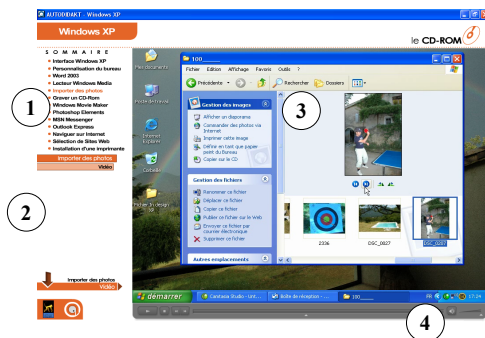 AUTODIDAKT - Windows XP
Windows XP
le CD-ROM
SOMMAIRE
Interface Windows XP
Personnalisation du bureau
Word 2003
Lecteur Windows Media
Importer des photos
Graver un CD-Rom
Windows Movie Maker
Photoshop Elements
MSN Messenger
Outlook Express
Naviguer sur Internet
Sélection de Sites Web
Installation d'une imprimante
Importer des photos
Vidéo
1
2
3
4
Mes documents
Poste de travail
Internet Explorer
Corbeille
100
Fichier Edition Affichage Favoris Outils ?
Précédente
Rechercher
Dossiers
Gestion des images
Afficher un diaporama
Commander des photos via
Internet
Imprimer cette image
Définir en tant que papier
peint du Bureau
Copier sur le CD
Gestion des fichiers
Renommer ce fichier
Déplacer ce fichier
Copier ce fichier
Publier ce fichier sur le Web
Envoyer ce fichier par
courrier électronique
Supprimer ce fichier
Autres emplacements
2336
DSC_0027
Importer des photos
Vidéo
démarrer
Camtasia Studio - Unt...
Boîte de réception - ...
100
FR
17:24